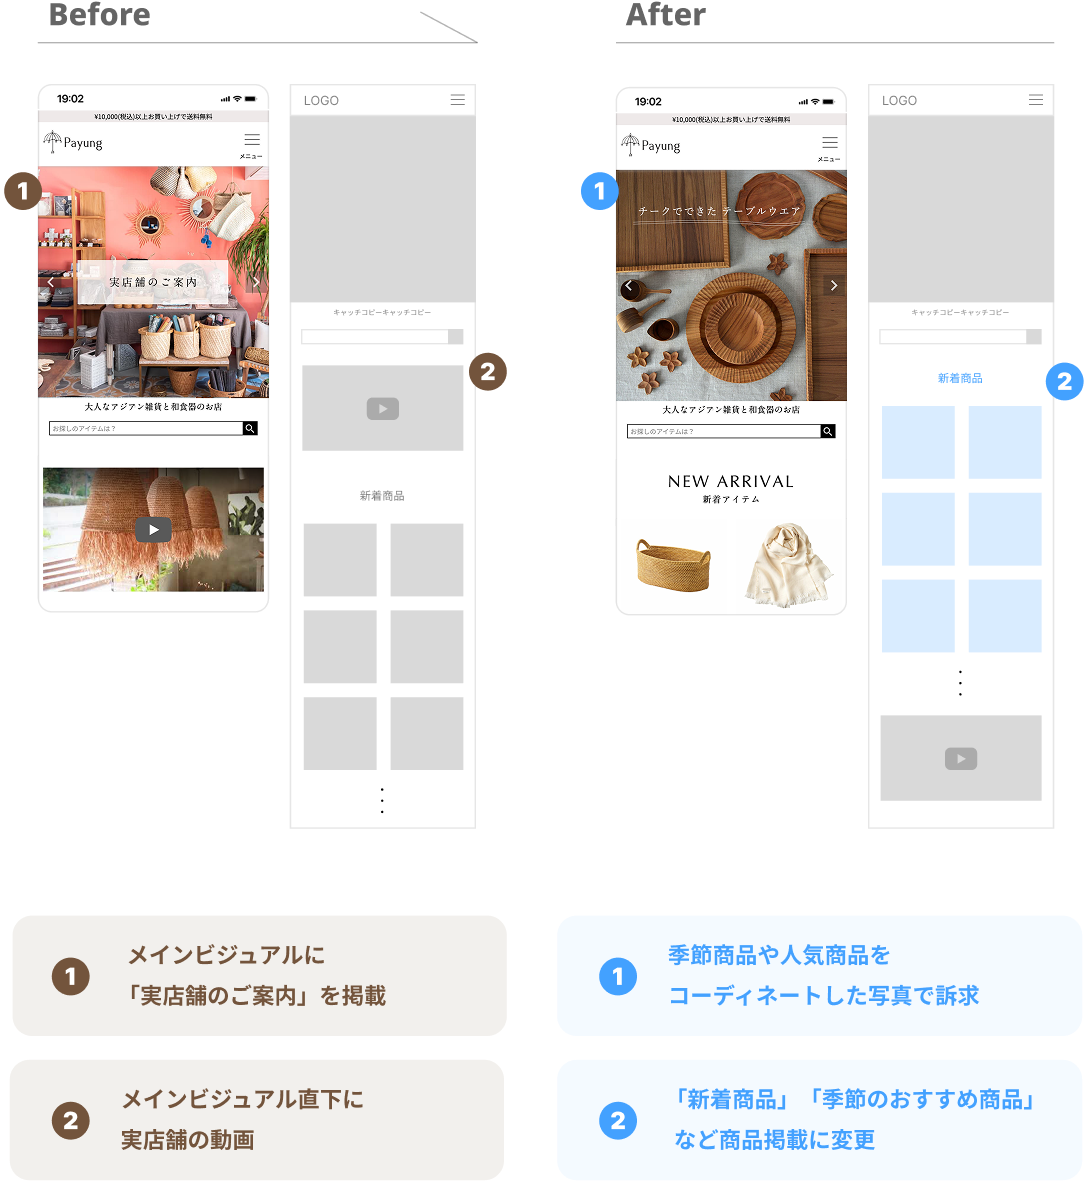 Before
19:02
¥10,000(税込)以上お買い上げで送料無料
Payung
メニュー
1
実店舗のご案内
大人なアジアン雑貨と和食器のお店
お探しのアイテムは？
LOGO
キャッチコピーキャッチコピー
2
新着商品
After
19:02
¥10,000(税込)以上お買い上げで送料無料
Payung
メニュー
1
チークでできた テーブルウエア
大人なアジアン雑貨と和食器のお店
お探しのアイテムは？
NEW ARRIVAL
新着アイテム
LOGO
キャッチコピーキャッチコピー
新着商品
2
1
メインビジュアルに
「実店舗のご案内」を掲載
2
メインビジュアル直下に
実店舗の動画
1
季節商品や人気商品を
コーディネートした写真で訴求
2
「新着商品」「季節のおすすめ商品」
など商品掲載に変更